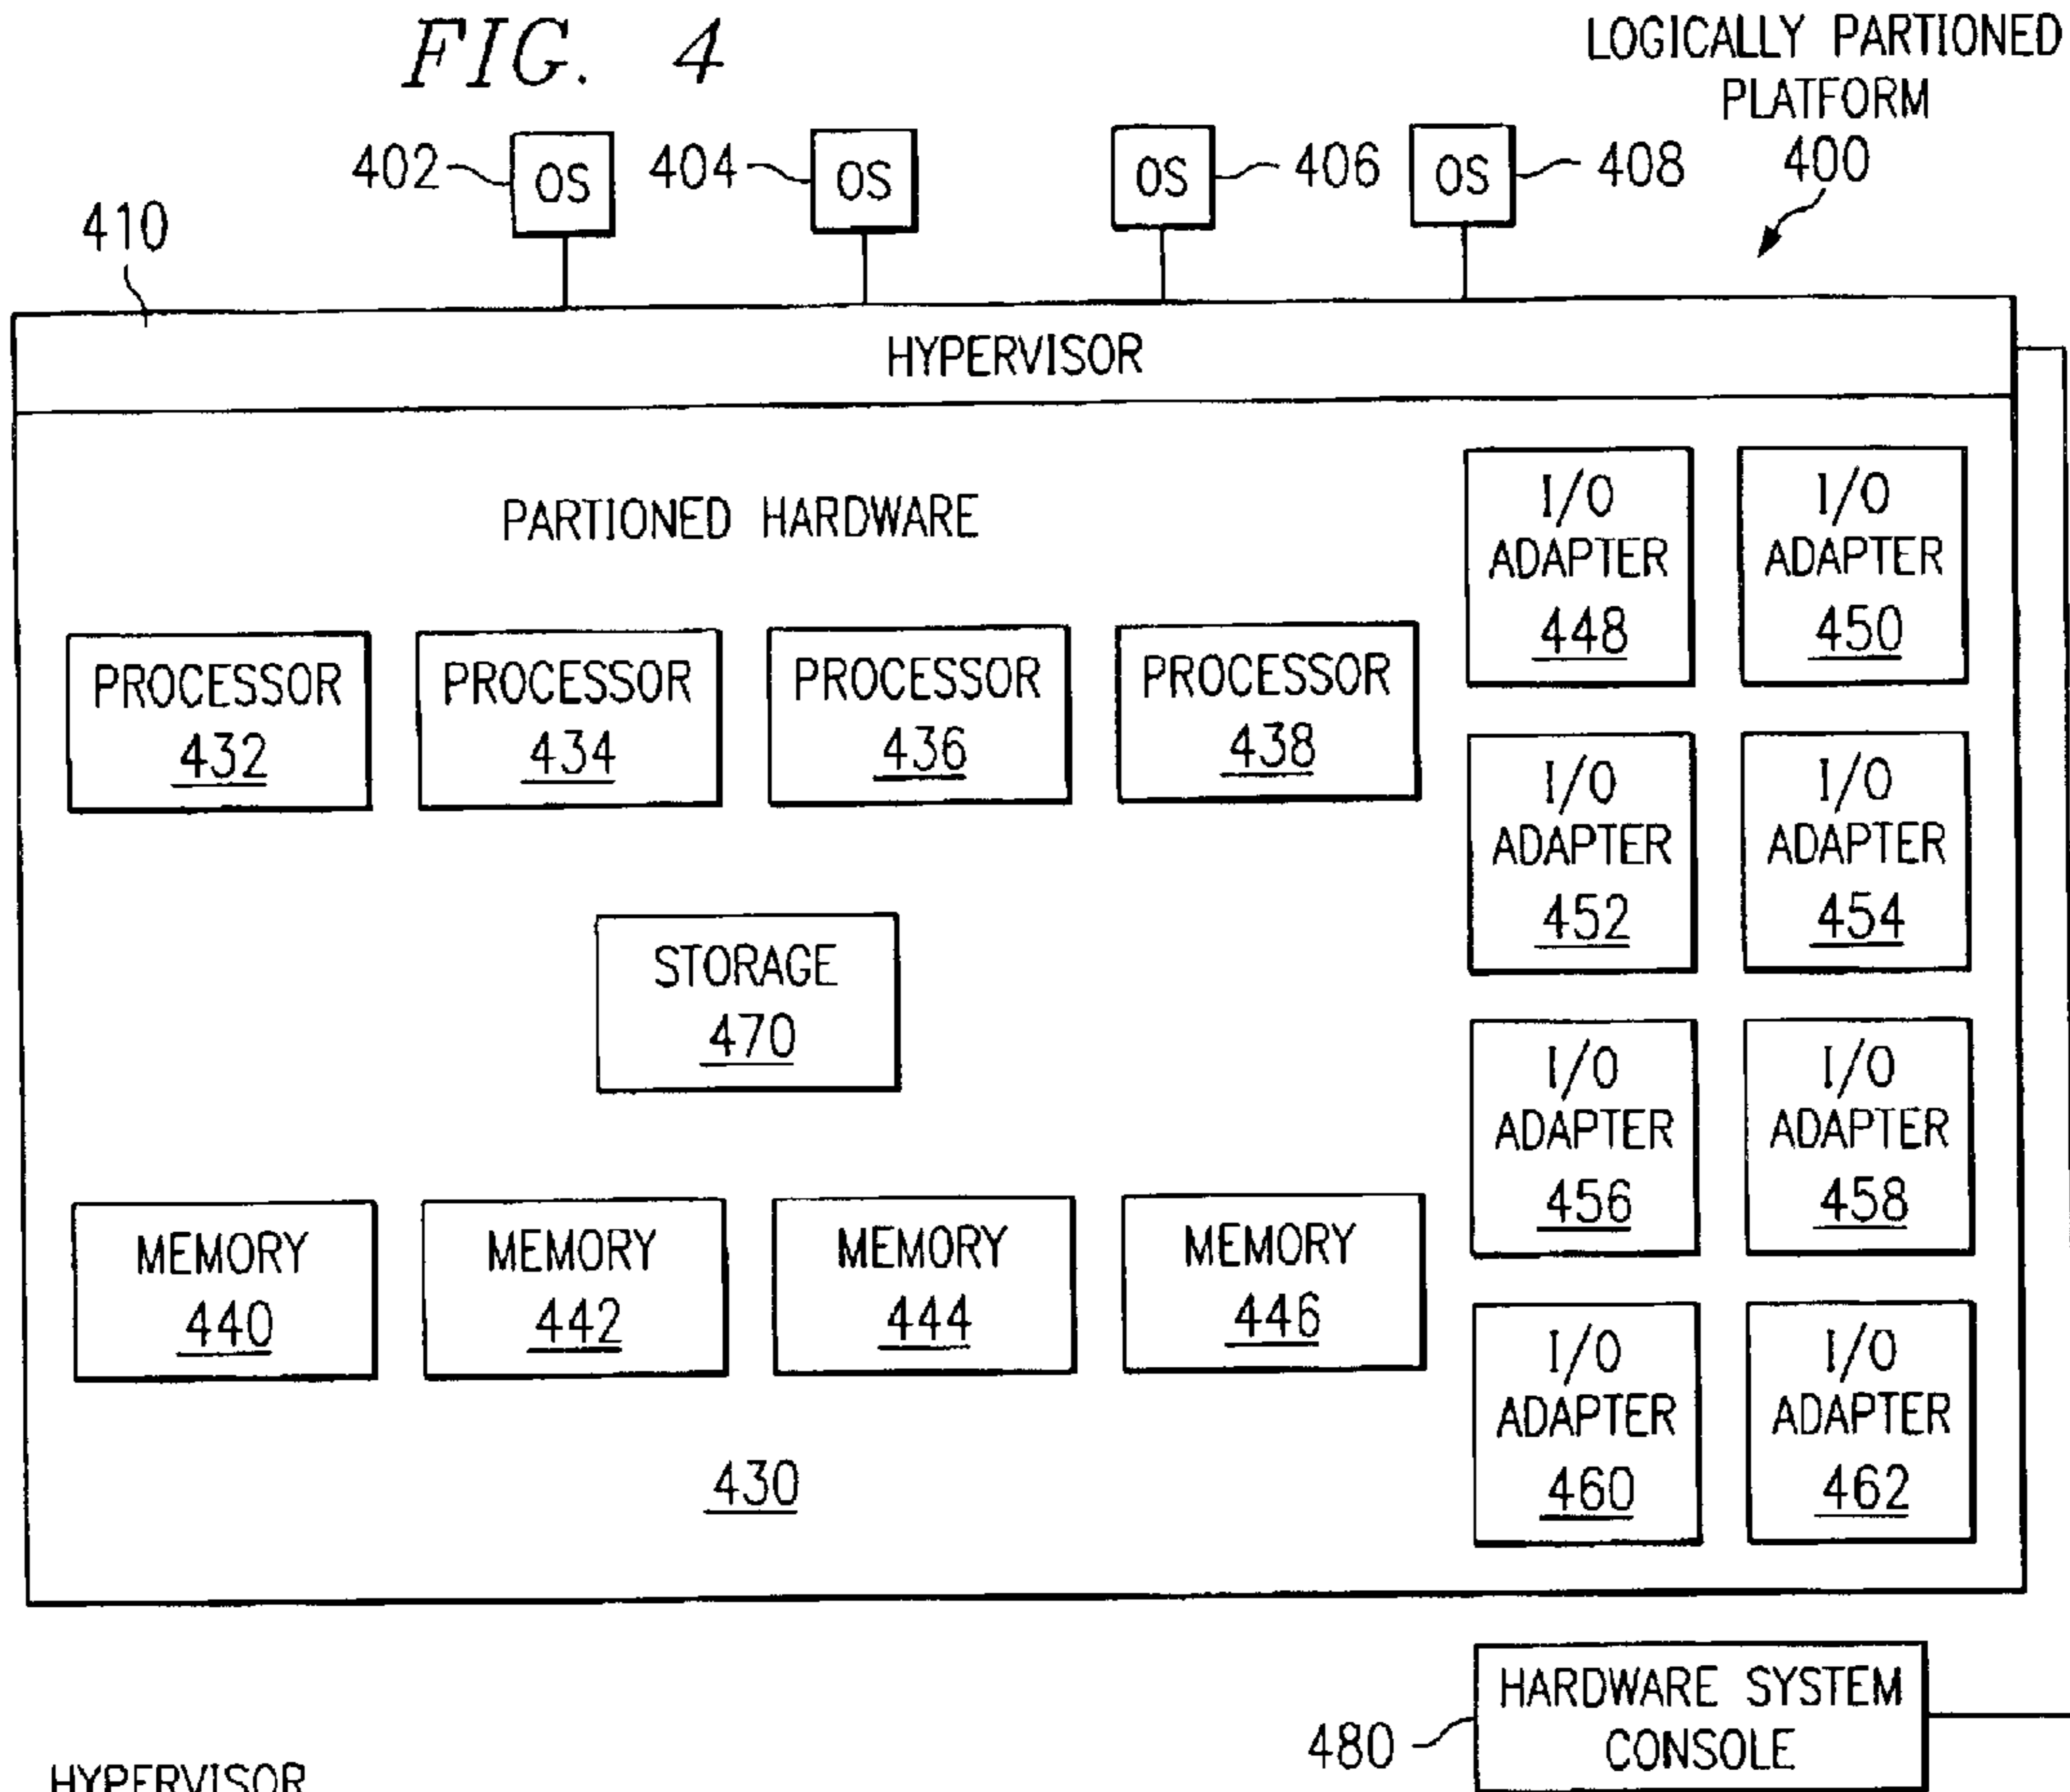 FIG. 4
LOGICALLY PARTIONED
PLATFORM
400
402
OS
404
OS
OS
406
OS
408
410
HYPERVISOR
PARTIONED HARDWARE
PROCESSOR
432
PROCESSOR
434
PROCESSOR
436
PROCESSOR
438
STORAGE
470
MEMORY
440
MEMORY
442
MEMORY
444
MEMORY
446
430
I/O
ADAPTER
448
I/O
ADAPTER
450
I/O
ADAPTER
452
I/O
ADAPTER
454
I/O
ADAPTER
456
I/O
ADAPTER
458
I/O
ADAPTER
460
I/O
ADAPTER
462
480
HARDWARE SYSTEM
CONSOLE
HYPERVISOR